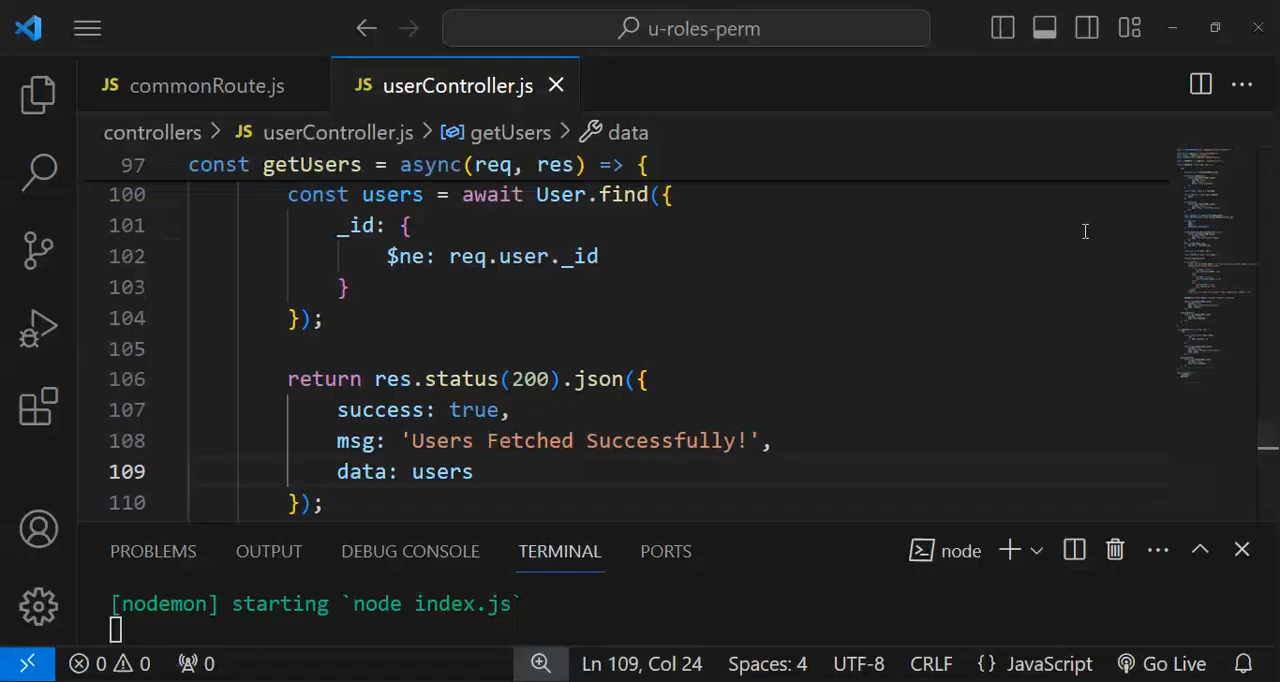 u-roles-perm
JS commonRoute.js
JS userController.js
controllers > JS userController.js > getUsers > data
97 const getUsers = async(req, res) => {
100 const users = await User.find({
101 _id: {
102 $ne: req.user._id
103 }
104 });
105
106 return res.status(200).json({
107 success: true,
108 msg: 'Users Fetched Successfully!',
109 data: users
110 });
PROBLEMS OUTPUT DEBUG CONSOLE TERMINAL PORTS node
[nodemon] starting `node index.js`
0 0 0 Ln 109, Col 24 Spaces: 4 UTF-8 CRLF {} JavaScript Go Live